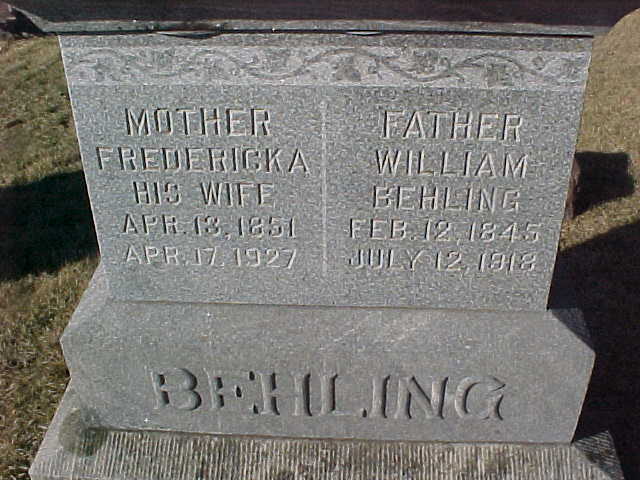 MOTHER
FREDERICKA
HIS WIFE
APR. 13, 1851
APR. 17, 1927
FATHER
WILLIAM
BEHLING
FEB. 12, 1845
JULY 12, 1918
BEHLING